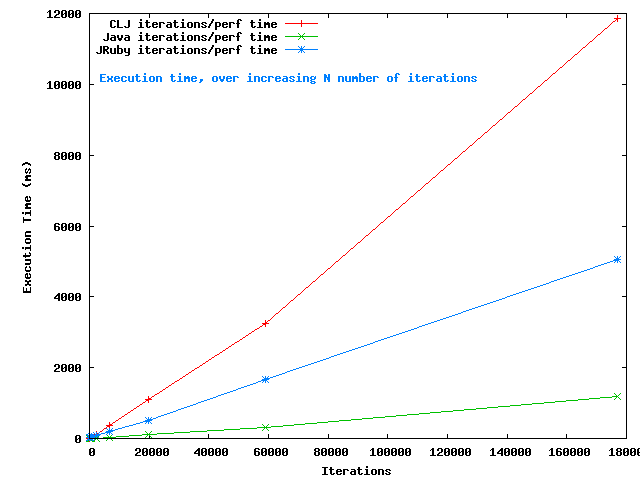 CLJ iterations/perf time
Java iterations/perf time
JRuby iterations/perf time
Execution time, over increasing N number of iterations
12000
10000
8000
6000
4000
2000
0
Execution Time (ms)
0 20000 40000 60000 80000 100000 120000 140000 160000 18000
Iterations